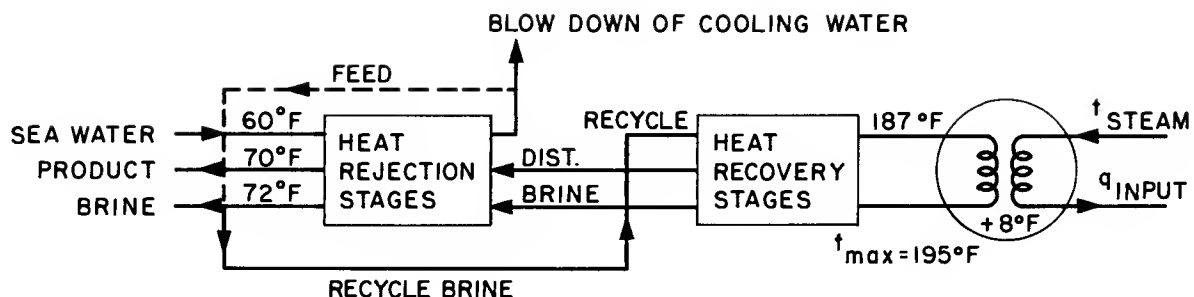 BLOW DOWN OF COOLING WATER
FEED
SEA WATER
60°F
PRODUCT
70°F
BRINE
72°F
HEAT
REJECTION
STAGES
DIST.
BRINE
RECYCLE
RECYCLE BRINE
HEAT
RECOVERY
STAGES
187°F
t STEAM
q INPUT
+8°F
t max=195°F